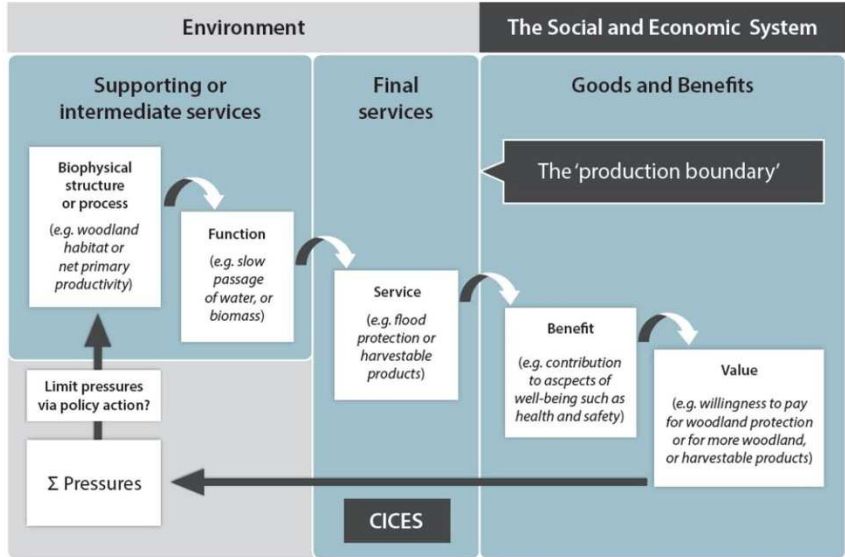 Environment
The Social and Economic System
Supporting or
intermediate services
Final
services
Goods and Benefits
The 'production boundary'
Biophysical
structure
or process
(e.g. woodland
habitat or
net primary
productivity)
Function
(e.g. slow
passage
of water, or
biomass)
Service
(e.g. flood
protection or
harvestable
products)
Benefit
(e.g. contribution
to aspects of
well-being such as
health and safety)
Value
(e.g. willingness to pay
for woodland protection
or for more woodland,
or harvestable products)
Limit pressures
via policy action?
Σ Pressures
CICES